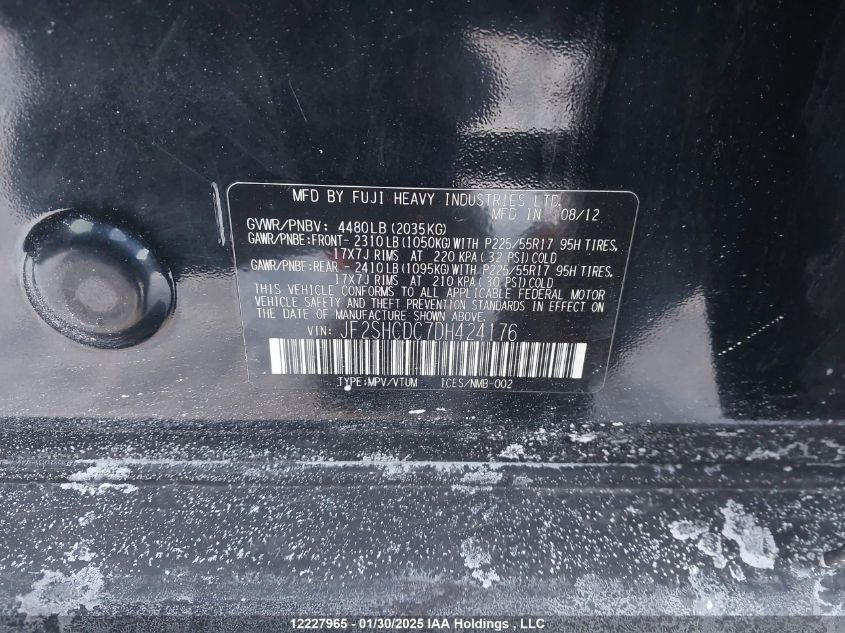 MFD BY FUJI HEAVY INDUSTRIES LTD.
MFD IN 08/12
GVWR/PNBV: 4480LB(2035KG)
GAWR/PNBE:FRONT- 2310LB(1050KG)WITH P225/55R17 95H TIRES,
17X7J RIMS AT 220 KPA(32 PSI)COLD
GAWR/PNBE:REAR - 2410LB(1095KG)WITH P225/55R17 95H TIRES,
17X7J RIMS AT 210 KPA(30 PSI)COLD
THIS VEHICLE CONFORMS TO ALL APPLICABLE FEDERAL MOTOR
VEHICLE SAFETY AND THEFT PREVENTION STANDARDS IN EFFECT ON
THE DATE OF MANUFACTURE SHOWN ABOVE.
VIN: JF2SHCDC7DH424176
TYPE:MPV/VTUM ICES/NMB-002
12227965 - 01/30/2025 IAA Holdings , LLC